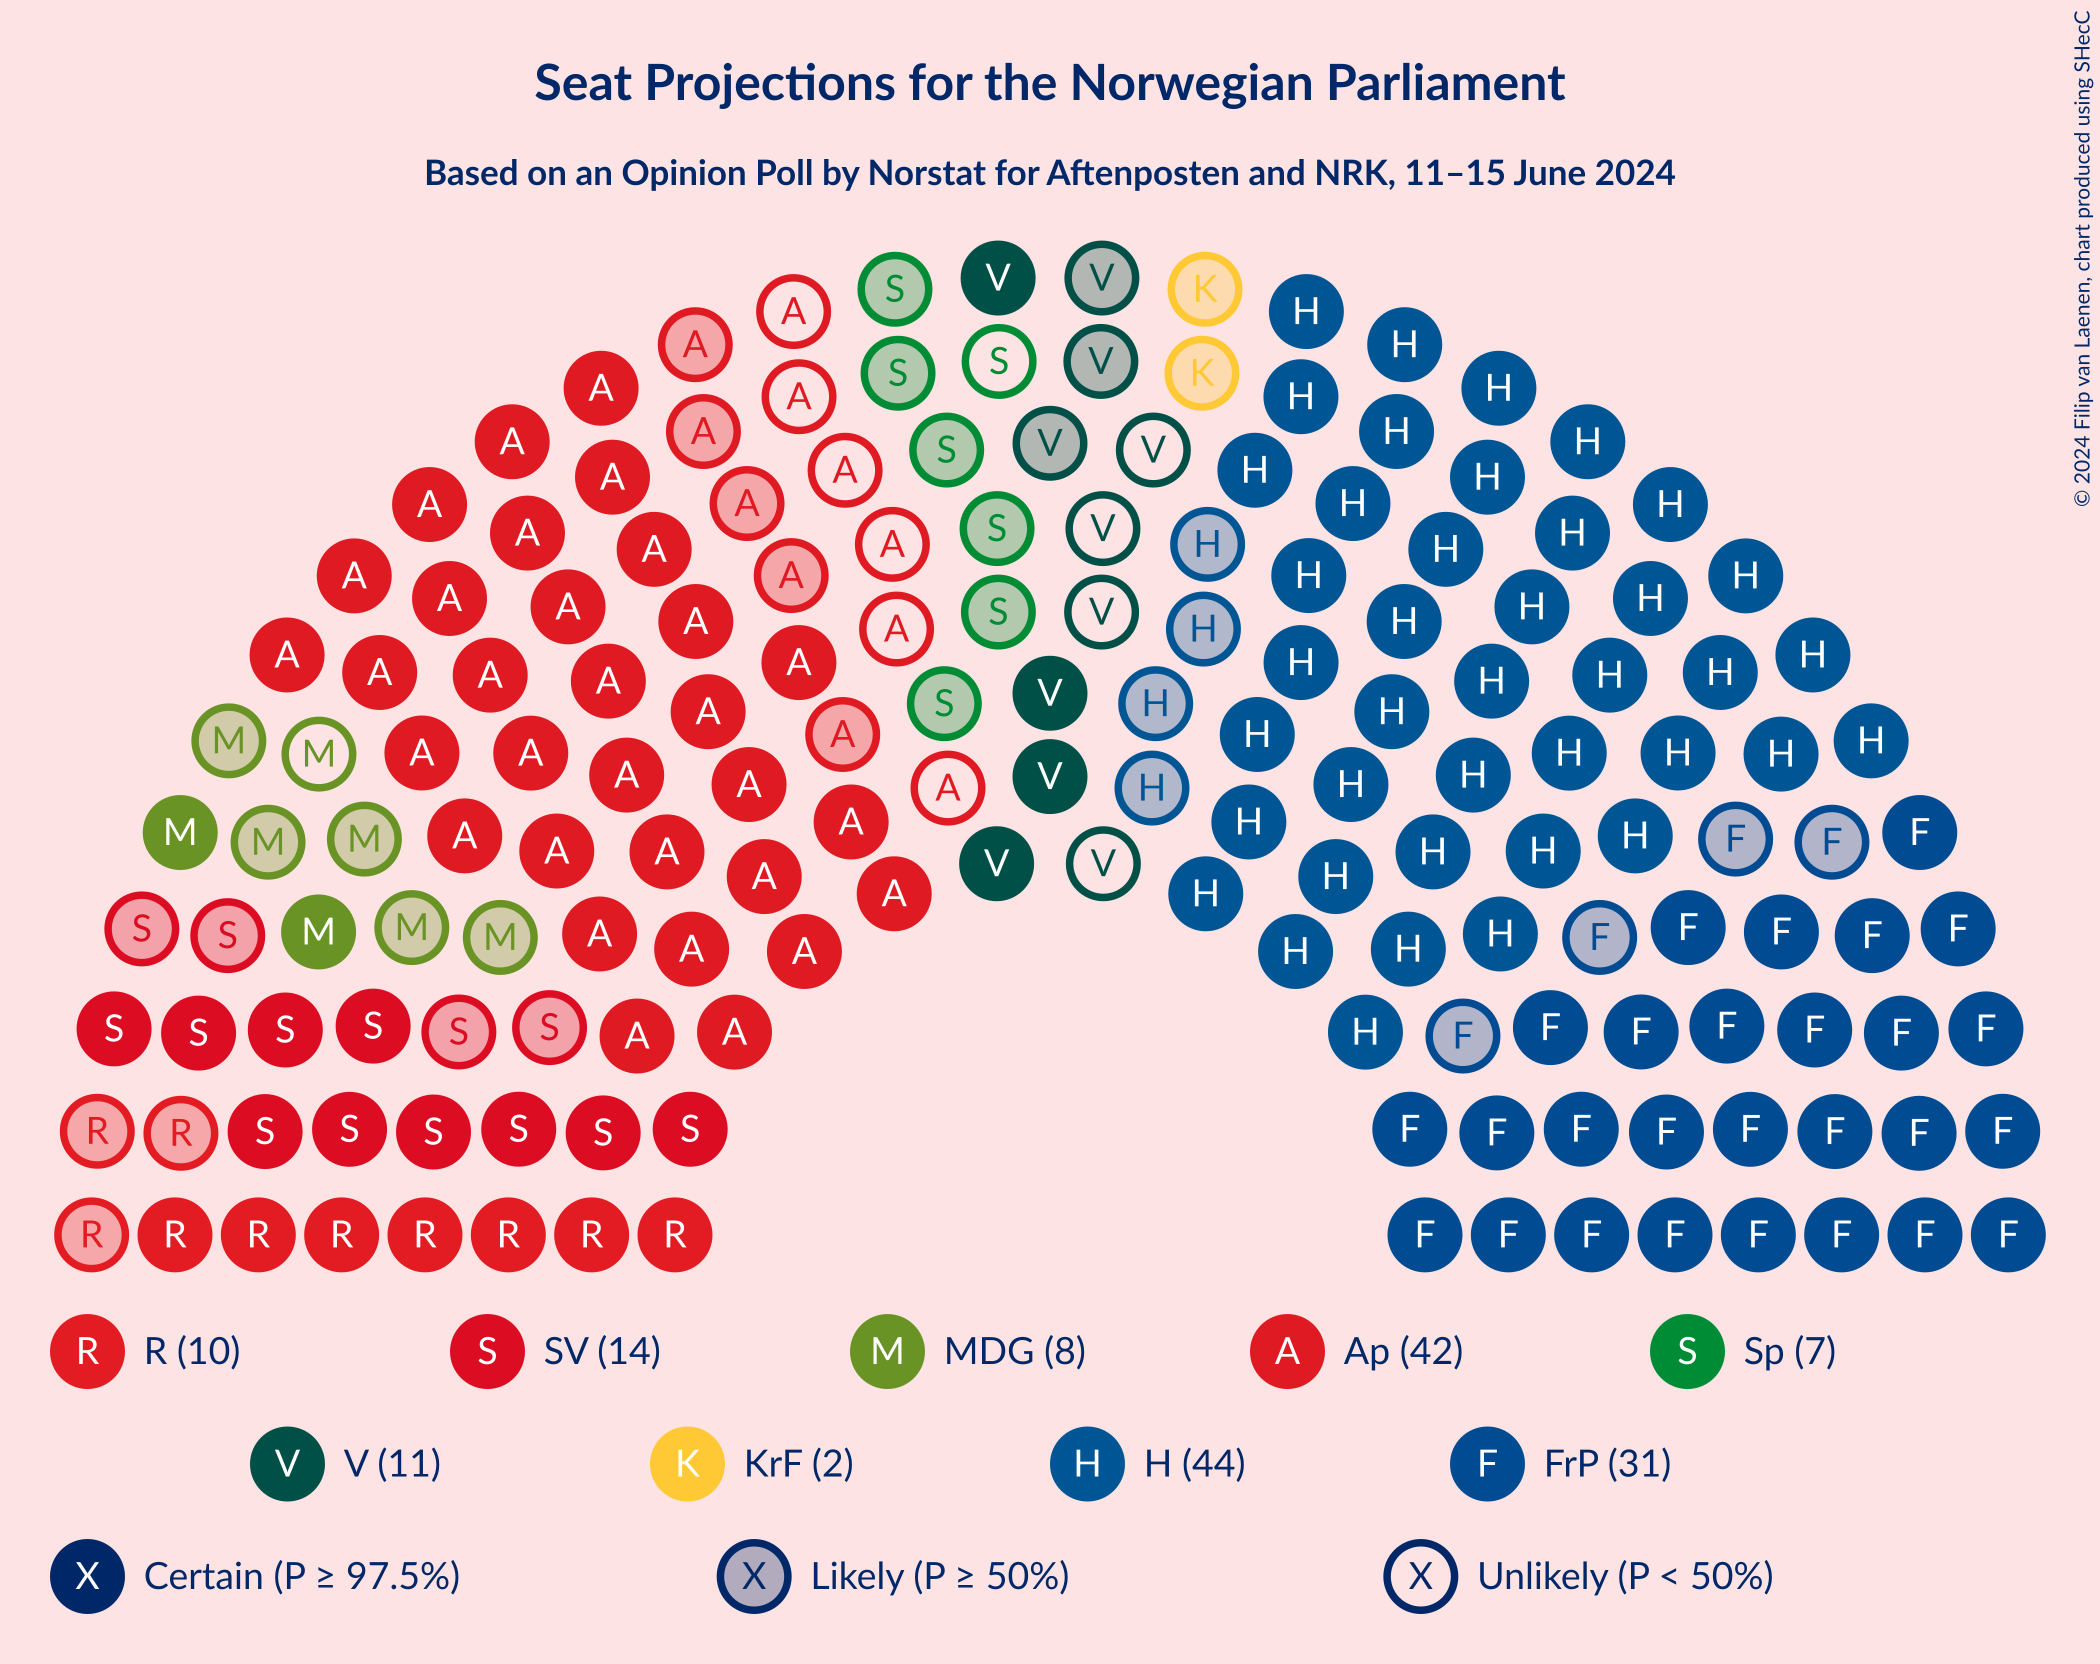 Seat Projections for the Norwegian Parliament
Based on an Opinion Poll by Norstat for Aftenposten and NRK, 11–15 June 2024
© 2024 Filip van Laenen, chart produced using SHecC
S V V K
A H
A S S V K H
A A H H
A H
A S V V H
A A A H H H
A A A S V H H H
A A A H H H
A A A S V H H H
A A A A H H H H
A A A A S V H H H H H
M M A A A A A A V H H H H H H H
M M M A A A A A V V H H H H H F F F
S S M M M A A A H H H F F F F F
S S S S S S A A H F F F F F F F
R R S S S S S S F F F F F F F F
R R R R R R R R F F F F F F F F
R R (10) S SV (14) M MDG (8) A Ap (42) S Sp (7)
V V (11) K KrF (2) H H (44) F FrP (31)
X Certain (P ≥ 97.5%) X Likely (P ≥ 50%) X Unlikely (P < 50%)